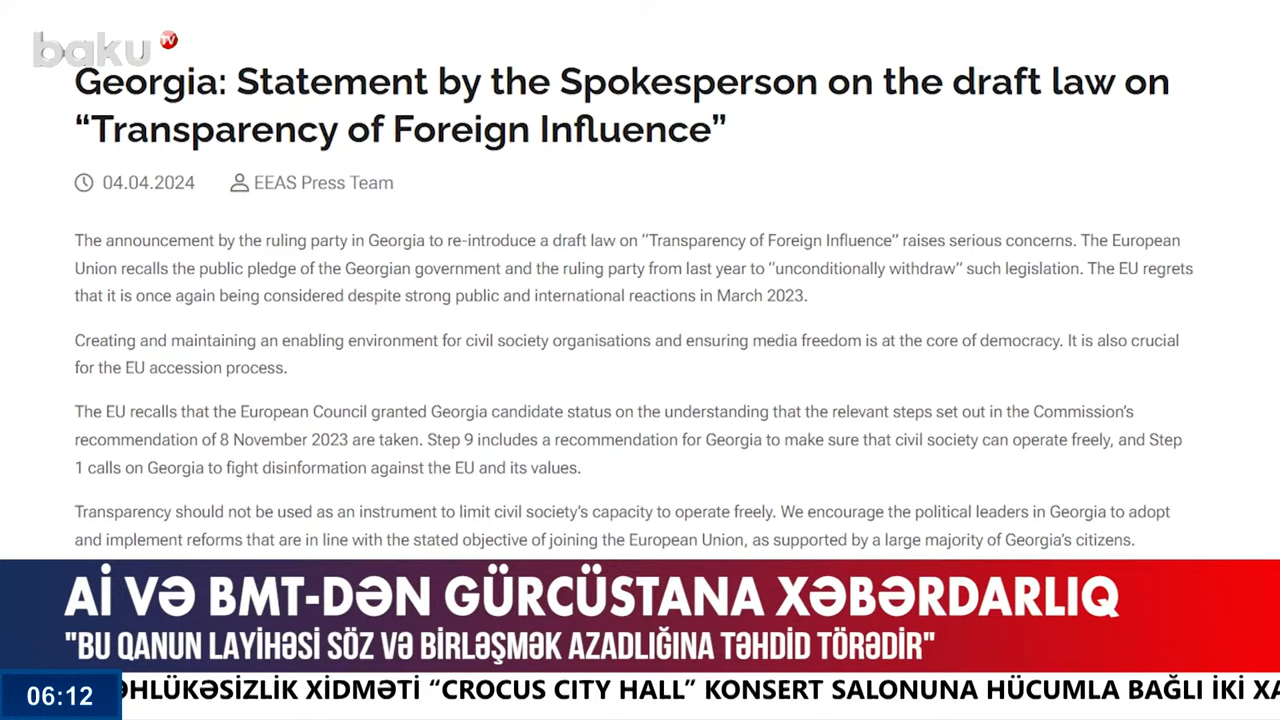 baku TV
Georgia: Statement by the Spokesperson on the draft law on
“Transparency of Foreign Influence”
04.04.2024 EEAS Press Team
The announcement by the ruling party in Georgia to re-introduce a draft law on “Transparency of Foreign Influence” raises serious concerns. The European
Union recalls the public pledge of the Georgian government and the ruling party from last year to “unconditionally withdraw” such legislation. The EU regrets
that it is once again being considered despite strong public and international reactions in March 2023.
Creating and maintaining an enabling environment for civil society organisations and ensuring media freedom is at the core of democracy. It is also crucial
for the EU accession process.
The EU recalls that the European Council granted Georgia candidate status on the understanding that the relevant steps set out in the Commission’s
recommendation of 8 November 2023 are taken. Step 9 includes a recommendation for Georgia to make sure that civil society can operate freely, and Step
1 calls on Georgia to fight disinformation against the EU and its values.
Transparency should not be used as an instrument to limit civil society’s capacity to operate freely. We encourage the political leaders in Georgia to adopt
and implement reforms that are in line with the stated objective of joining the European Union, as supported by a large majority of Georgia’s citizens.
Aİ VƏ BMT-DƏN GÜRCÜSTANA XƏBƏRDARLIQ
"BU QANUN LAYİHƏSİ SÖZ VƏ BİRLƏŞMƏK AZADLIĞINA TƏHDİD TÖRƏDİR"
06:12 ƏHLÜKƏSİZLİK XİDMƏTİ “CROCUS CITY HALL” KONSERT SALONUNA HÜCUMLA BAĞLI İKİ XA